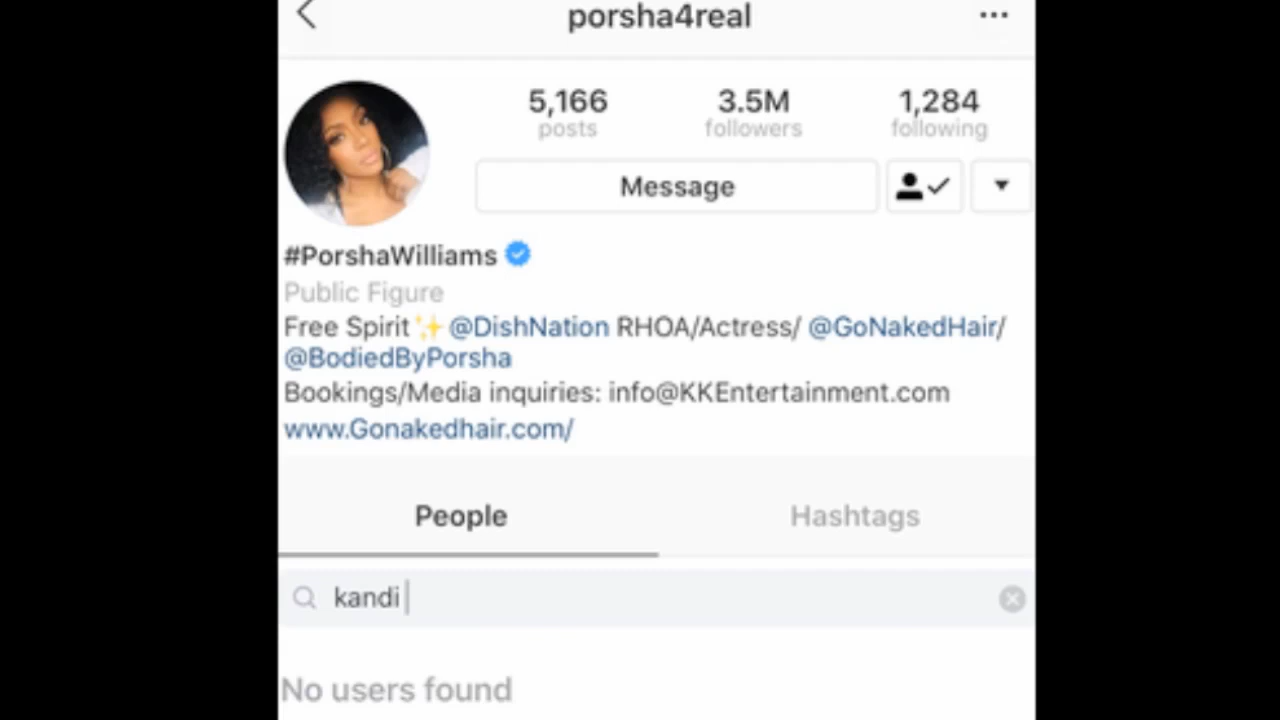 porsha4real
5,166 3.5M 1,284
posts followers following
Message
#PorshaWilliams
Public Figure
Free Spirit✨@DishNation RHOA/Actress/ @GoNakedHair/
@BodiedByPorsha
Bookings/Media inquiries: info@KKEntertainment.com
www.Gonakedhair.com/
People Hashtags
kandi
No users found